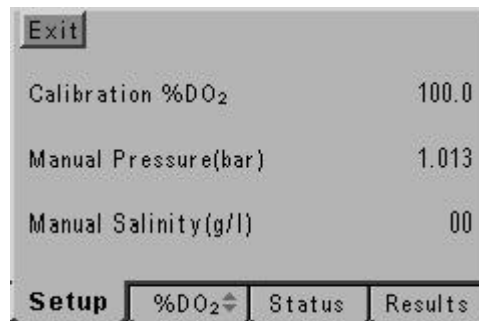 Exit
Calibration %DO₂ 100.0
Manual Pressure(bar) 1.013
Manual Salinity(g/l) 00
Setup %DO₂ Status Results